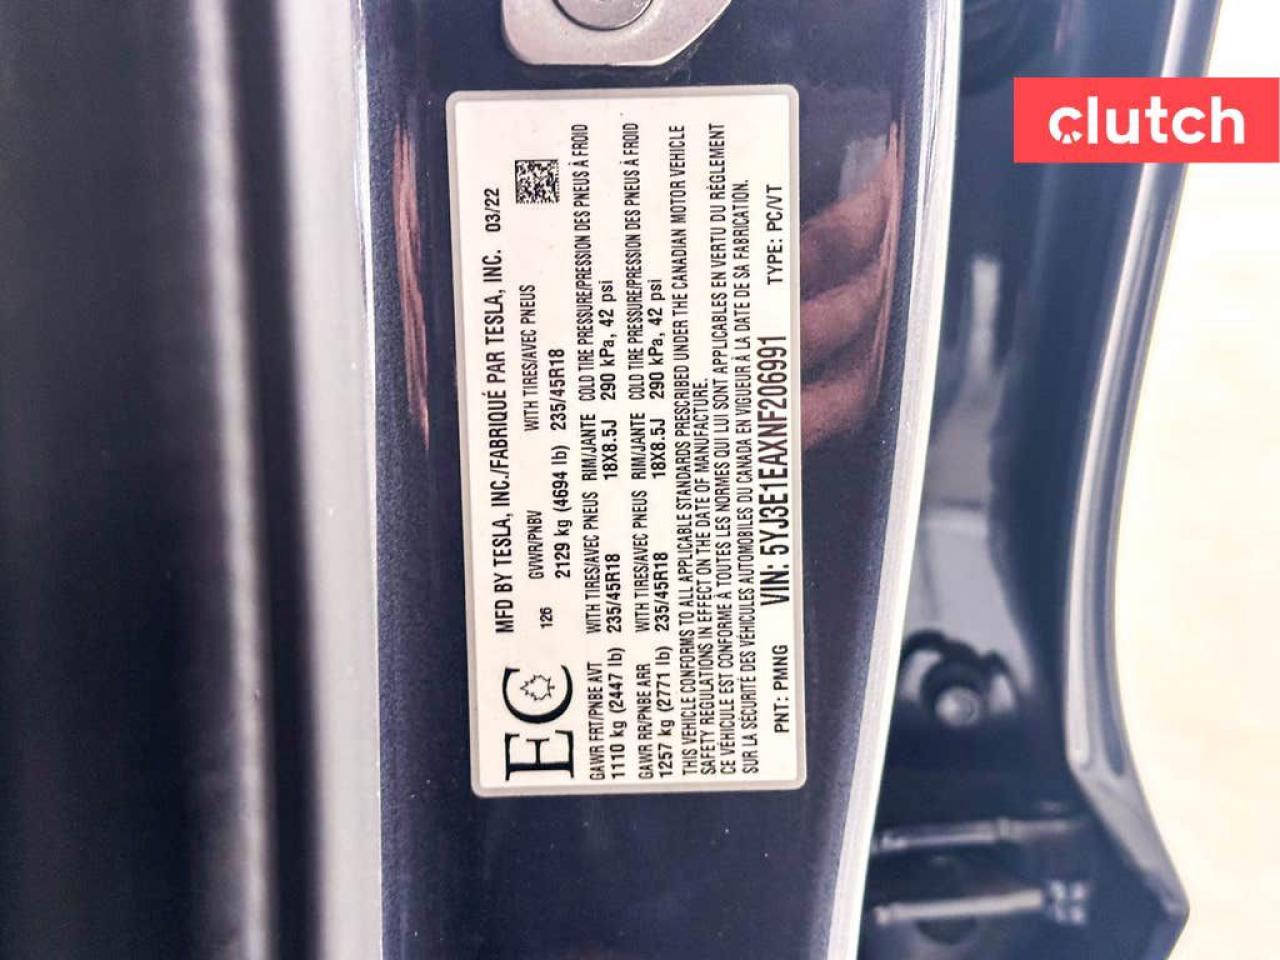 clutch
MFD BY TESLA, INC./FABRIQUÉ PAR TESLA, INC. 03/22
EC
126 GVWR/PNBV WITH TIRES/AVEC PNEUS
2129 kg (4694 lb) 235/45R18
GAWR FRT/PNBE AVT WITH TIRES/AVEC PNEUS RIM/JANTE COLD TIRE PRESSURE/PRESSION DES PNEUS À FROID
1110 kg (2447 lb) 235/45R18 18X8.5J 290 kPa, 42 psi
GAWR RR/PNBE ARR WITH TIRES/AVEC PNEUS RIM/JANTE COLD TIRE PRESSURE/PRESSION DES PNEUS À FROID
1257 kg (2771 lb) 235/45R18 18X8.5J 290 kPa, 42 psi
THIS VEHICLE CONFORMS TO ALL APPLICABLE STANDARDS PRESCRIBED UNDER THE CANADIAN MOTOR VEHICLE
SAFETY REGULATIONS IN EFFECT ON THE DATE OF MANUFACTURE.
CE VÉHICULE EST CONFORME À TOUTES LES NORMES QUI LUI SONT APPLICABLES EN VERTU DU RÈGLEMENT
SUR LA SÉCURITÉ DES VÉHICULES AUTOMOBILES DU CANADA EN VIGUEUR À LA DATE DE SA FABRICATION.
PNT: PMNG VIN: 5YJ3E1EAXNF206991 TYPE: PC/VT